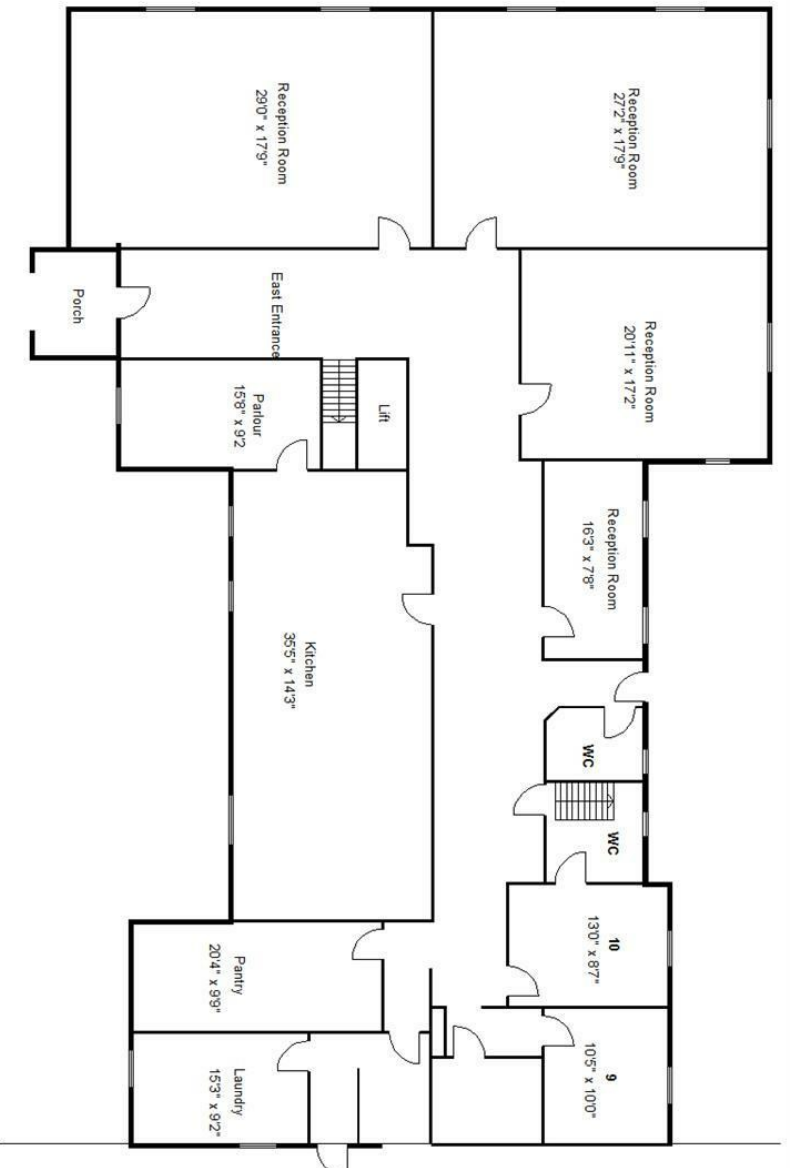 Reception Room
29'0" x 17'9"
Reception Room
27'2" x 17'9"
Porch
East Entrance
Reception Room
20'11" x 17'2"
Parlour
15'8" x 9'2
Lift
Reception Room
16'3" x 7'8"
Kitchen
35'5" x 14'3"
WC
WC
10
13'0" x 8'7"
Pantry
20'4" x 9'9"
9
10'5" x 10'0"
Laundry
15'3" x 9'2"